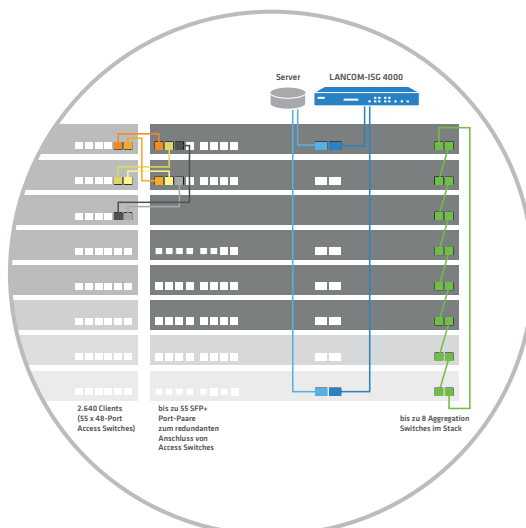 Server
LANCOM-ISG 4000
2.640 Clients
(55 x 48-Port
Access Switches)
bis zu 55 SFP+
Port-Paare
zum redundanten
Anschluss von
Access Switches
bis zu 8 Aggregation
Switches im Stack